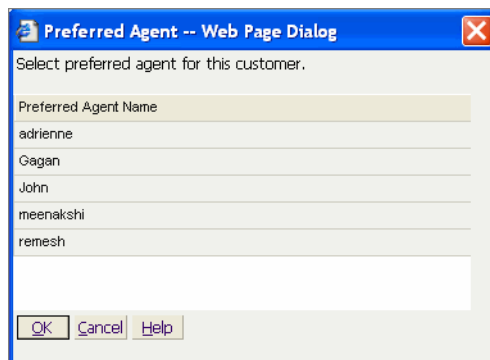 Preferred Agent -- Web Page Dialog
Select preferred agent for this customer.
Preferred Agent Name
adrienne
Gagan
John
meenakshi
remesh
OK Cancel Help